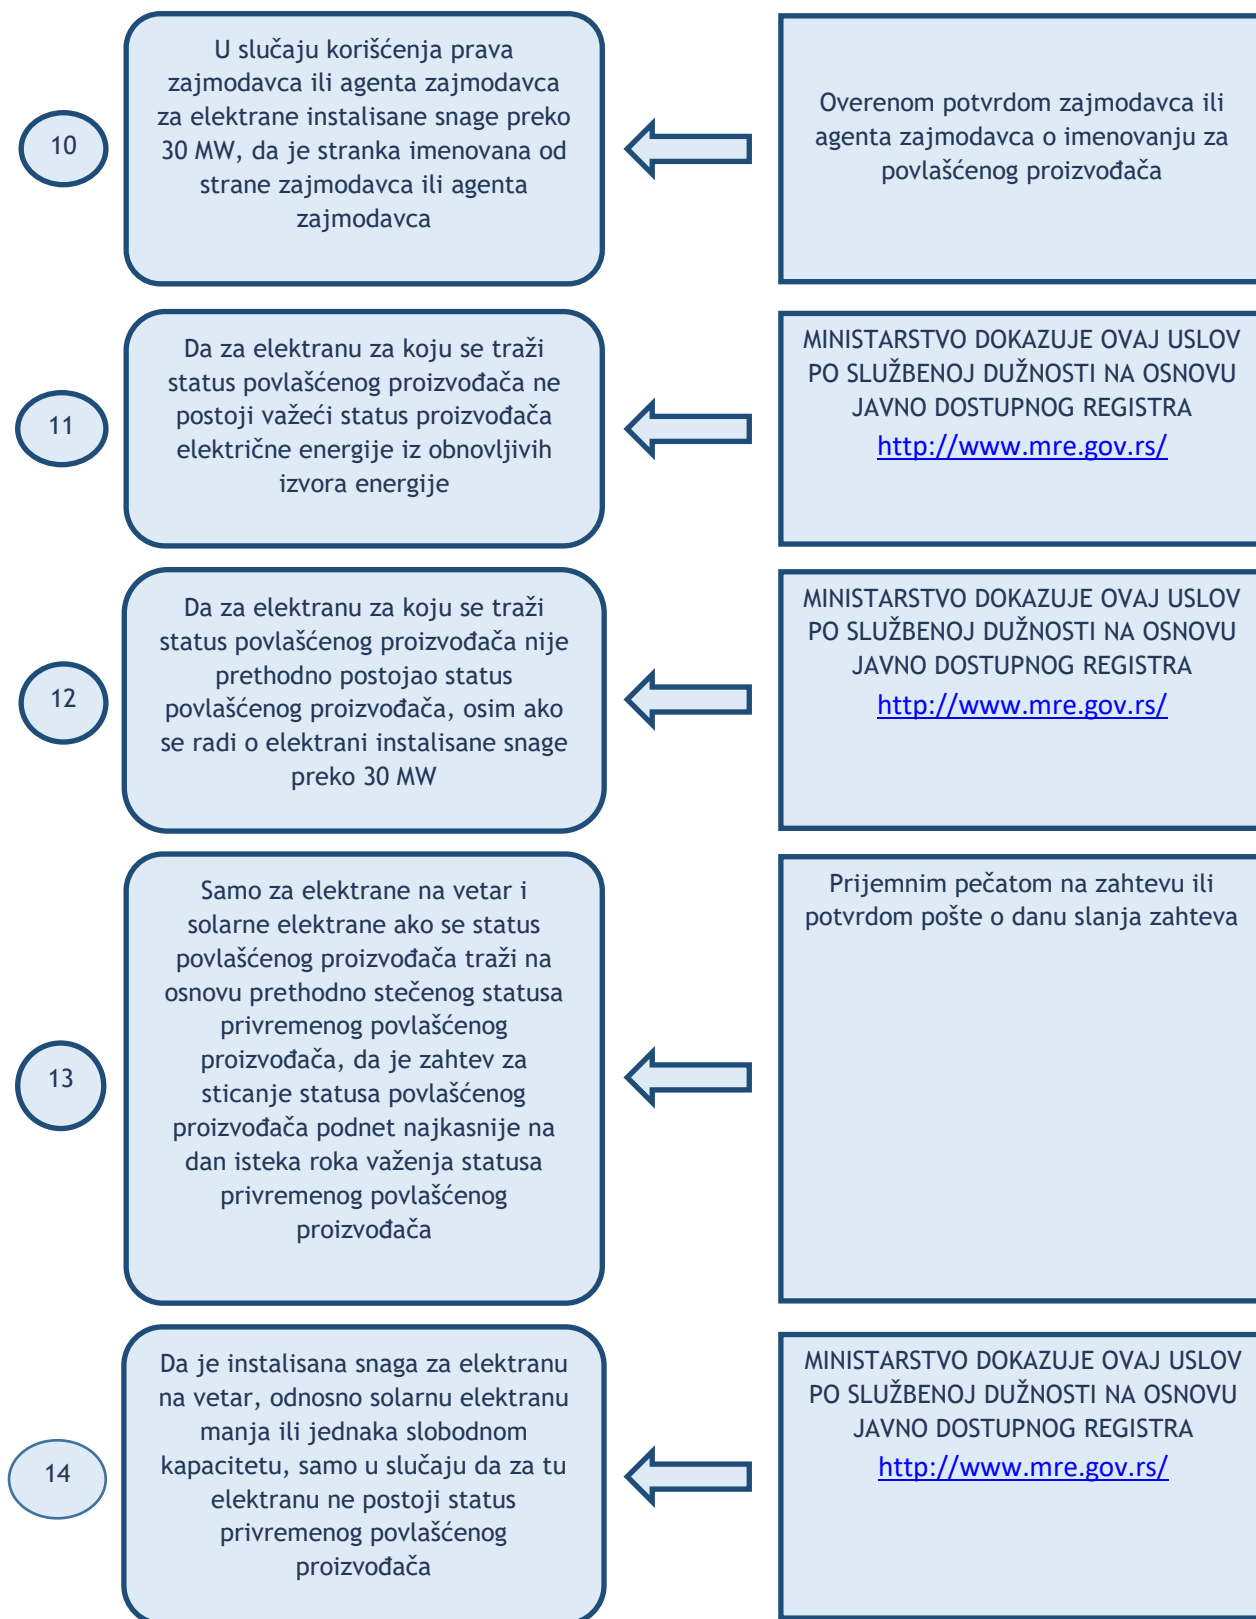 10
U slučaju korišćenja prava
zajmodavca ili agenta zajmodavca
za elektrane instalisane snage preko
30 MW, da je stranka imenovana od
strane zajmodavca ili agenta
zajmodavca
Overenom potvrdom zajmodavca ili
agenta zajmodavca o imenovanju za
povlašćenog proizvođača
11
Da za elektranu za koju se traži
status povlašćenog proizvođača ne
postoji važeći status proizvođača
električne energije iz obnovljivih
izvora energije
MINISTARSTVO DOKAZUJE OVAJ USLOV
PO SLUŽBENOJ DUŽNOSTI NA OSNOVU
JAVNO DOSTUPNOG REGISTRA
http://www.mre.gov.rs/
12
Da za elektranu za koju se traži
status povlašćenog proizvođača nije
prethodno postojao status
povlašćenog proizvođača, osim ako
se radi o elektrani instalisane snage
preko 30 MW
MINISTARSTVO DOKAZUJE OVAJ USLOV
PO SLUŽBENOJ DUŽNOSTI NA OSNOVU
JAVNO DOSTUPNOG REGISTRA
http://www.mre.gov.rs/
13
Samo za elektrane na vetar i
solarne elektrane ako se status
povlašćenog proizvođača traži na
osnovu prethodno stečenog statusa
privremenog povlašćenog
proizvođača, da je zahtev za
sticanje statusa povlašćenog
proizvođača podnet najkasnije na
dan isteka roka važenja statusa
privremenog povlašćenog
proizvođača
Prijemnim pečatom na zahtevu ili
potvrdom pošte o danu slanja zahteva
14
Da je instalisana snaga za elektranu
na vetar, odnosno solarnu elektranu
manja ili jednaka slobodnom
kapacitetu, samo u slučaju da za tu
elektranu ne postoji status
privremenog povlašćenog
proizvođača
MINISTARSTVO DOKAZUJE OVAJ USLOV
PO SLUŽBENOJ DUŽNOSTI NA OSNOVU
JAVNO DOSTUPNOG REGISTRA
http://www.mre.gov.rs/